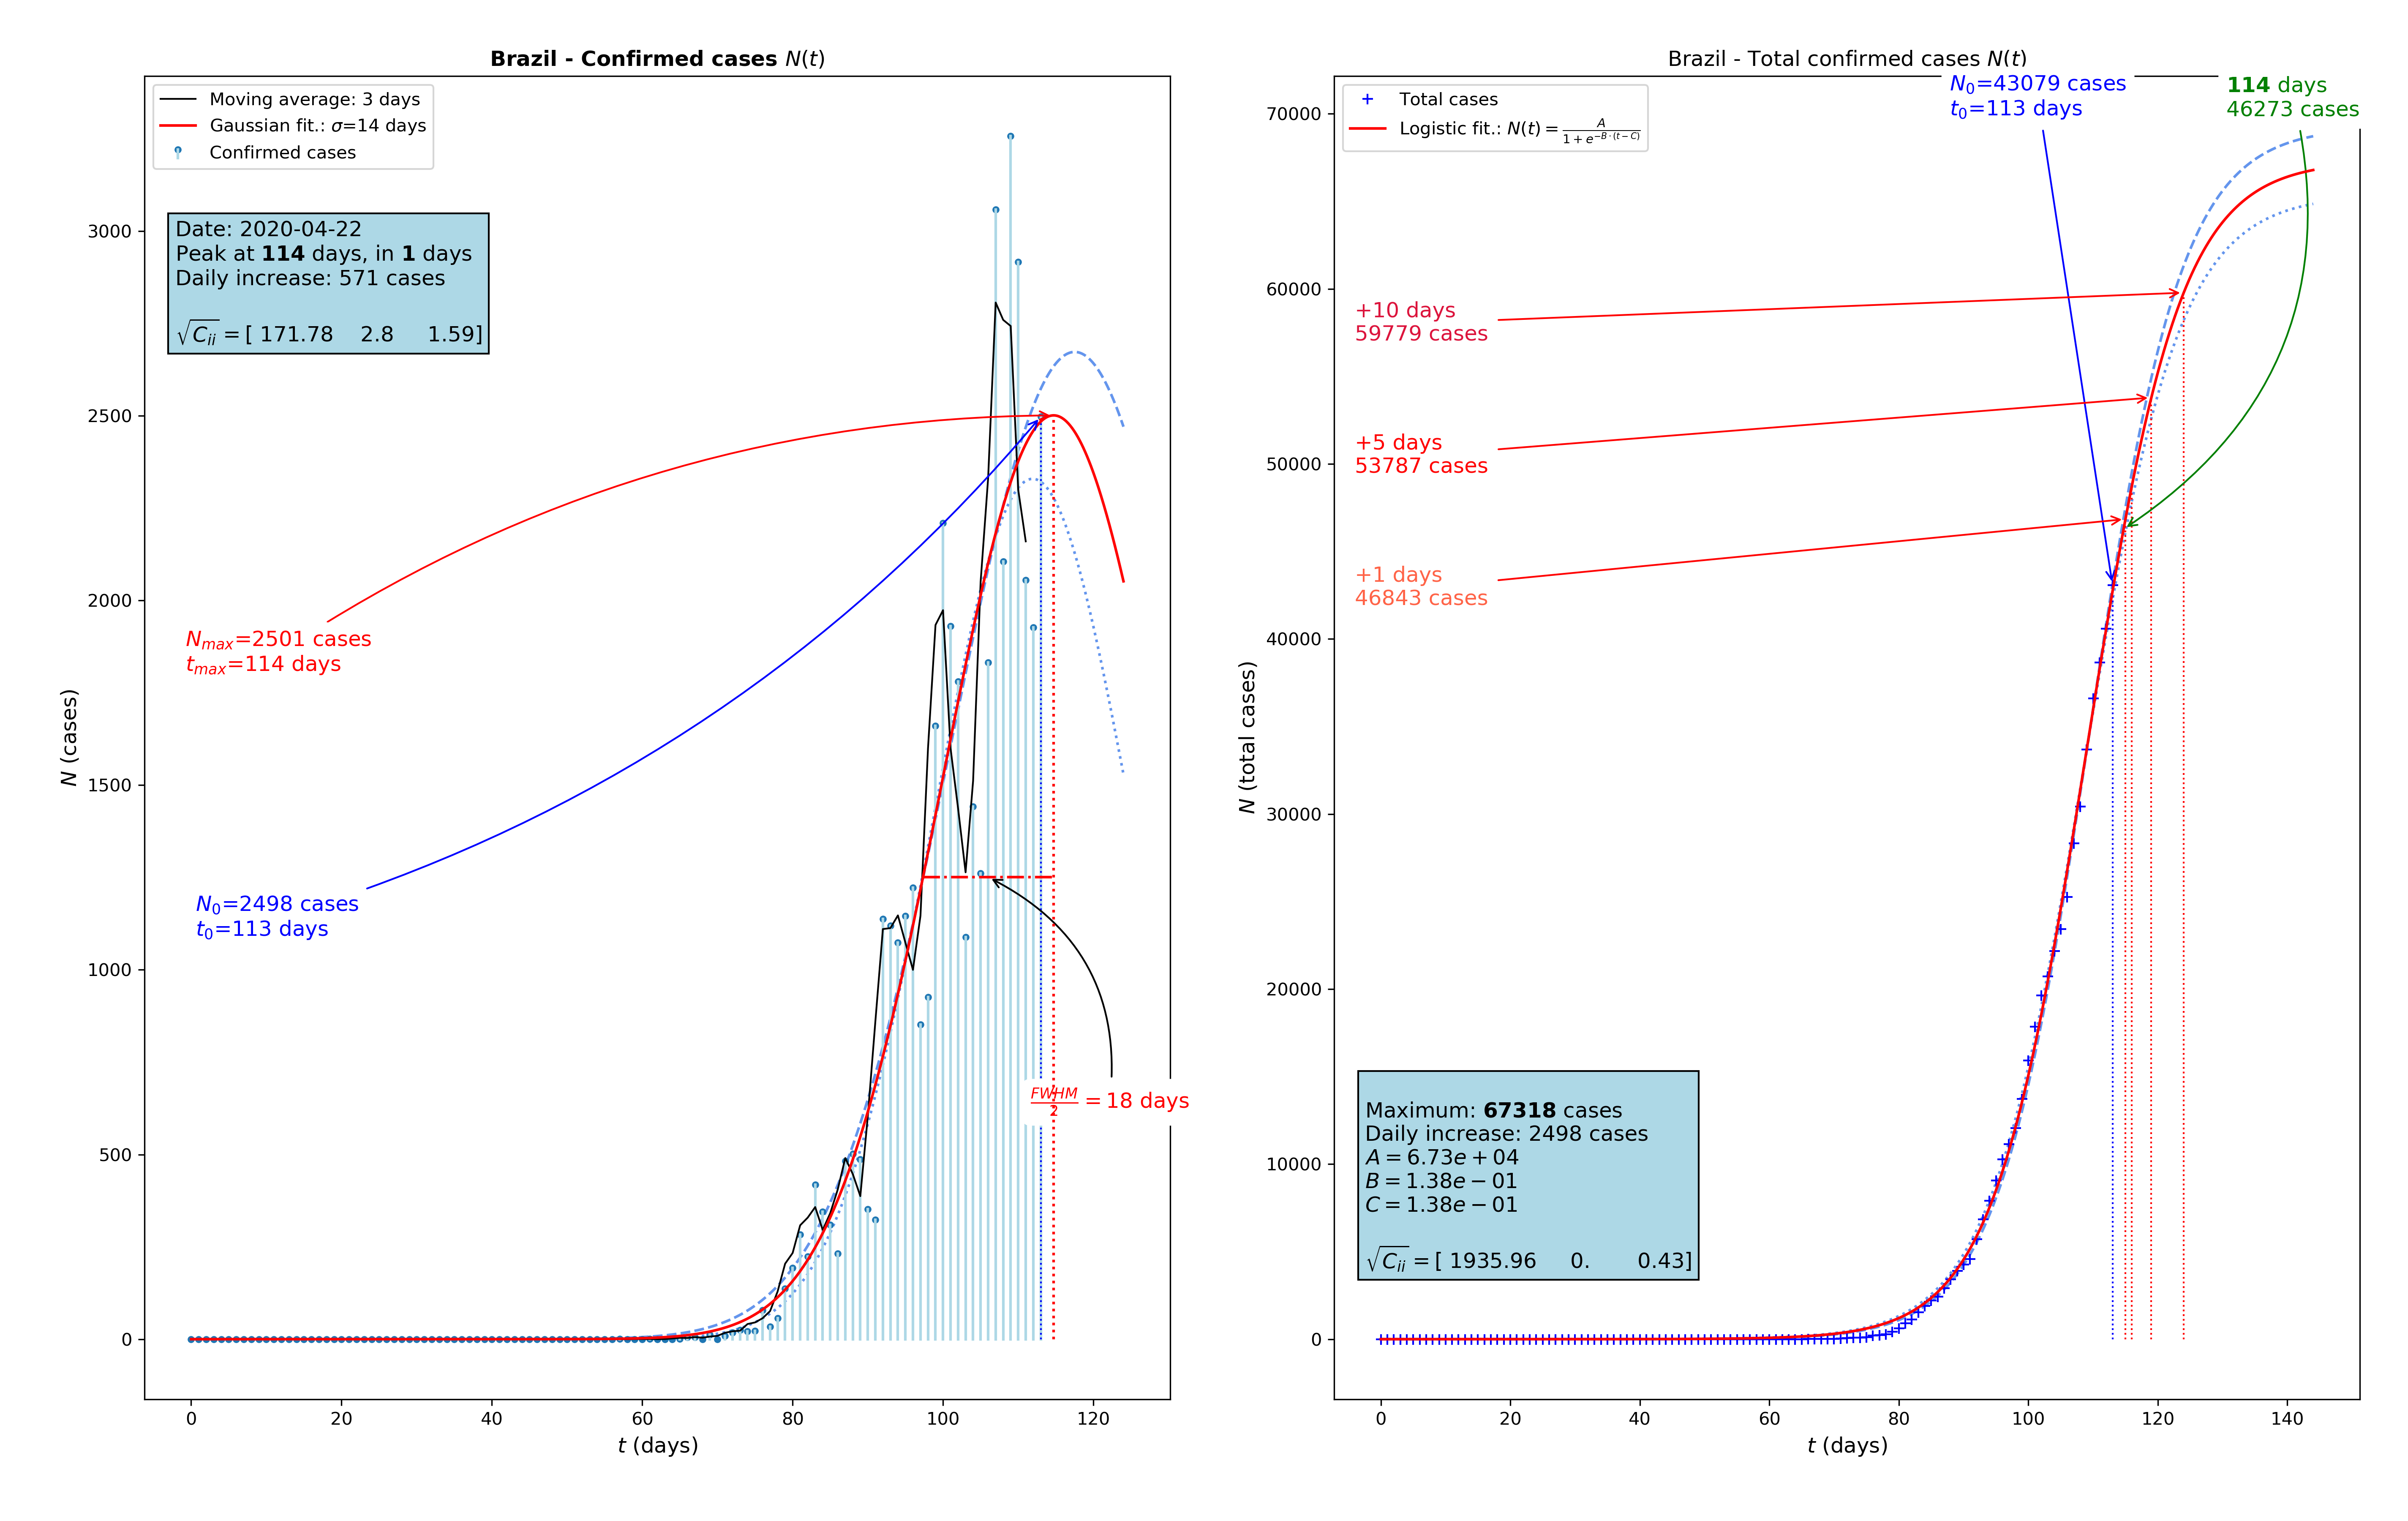 Brazil - Confirmed cases N(t)
Moving average: 3 days
Gaussian fit.: σ=14 days
Confirmed cases
Date: 2020-04-22
Peak at 114 days, in 1 days
Daily increase: 571 cases
√C_ii = [ 171.78 2.8 1.59]
N_max=2501 cases
t_max=114 days
N_0=2498 cases
t_0=113 days
FWHM/2 = 18 days
N (cases)
3000
2500
2000
1500
1000
500
0
0 20 40 60 80 100 120
t (days)
Brazil - Total confirmed cases N(t)
Total cases
Logistic fit.: N(t) = A/(1+e^{-B·(t-C)})
N_0=43079 cases
t_0=113 days
114 days
46273 cases
+10 days
59779 cases
+5 days
53787 cases
+1 days
46843 cases
Maximum: 67318 cases
Daily increase: 2498 cases
A = 6.73e + 04
B = 1.38e − 01
C = 1.38e − 01
√C_ii = [ 1935.96 0. 0.43]
N (total cases)
70000
60000
50000
40000
30000
20000
10000
0
0 20 40 60 80 100 120 140
t (days)